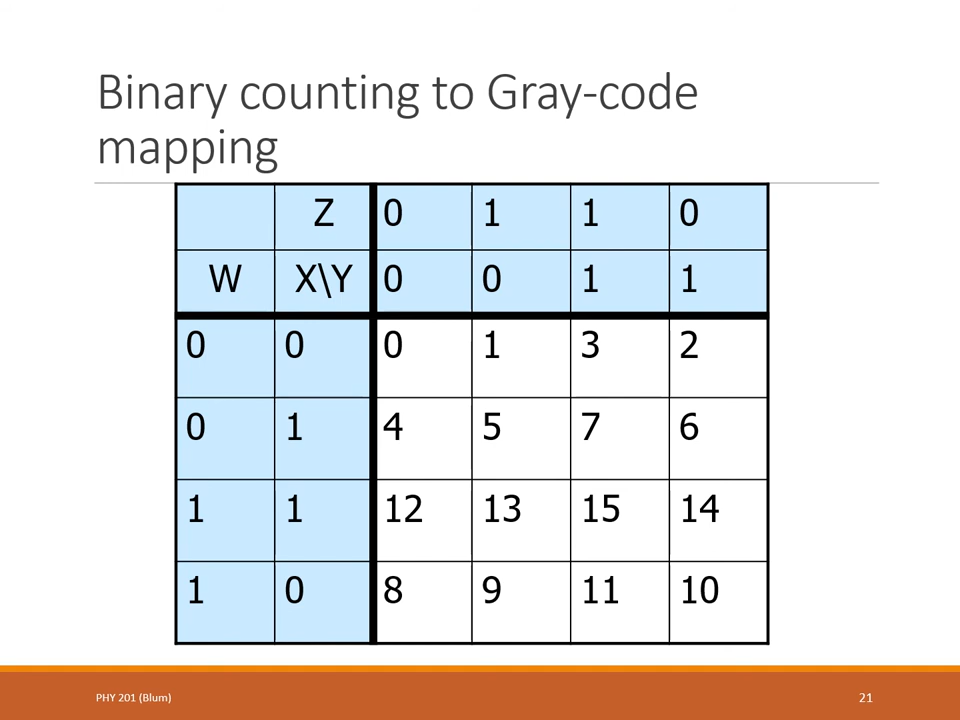 Binary counting to Gray-code
mapping
Z 0 1 1 0
W X\Y 0 0 1 1
0 0 0 1 3 2
0 1 4 5 7 6
1 1 12 13 15 14
1 0 8 9 11 10
PHY 201 (Blum) 21